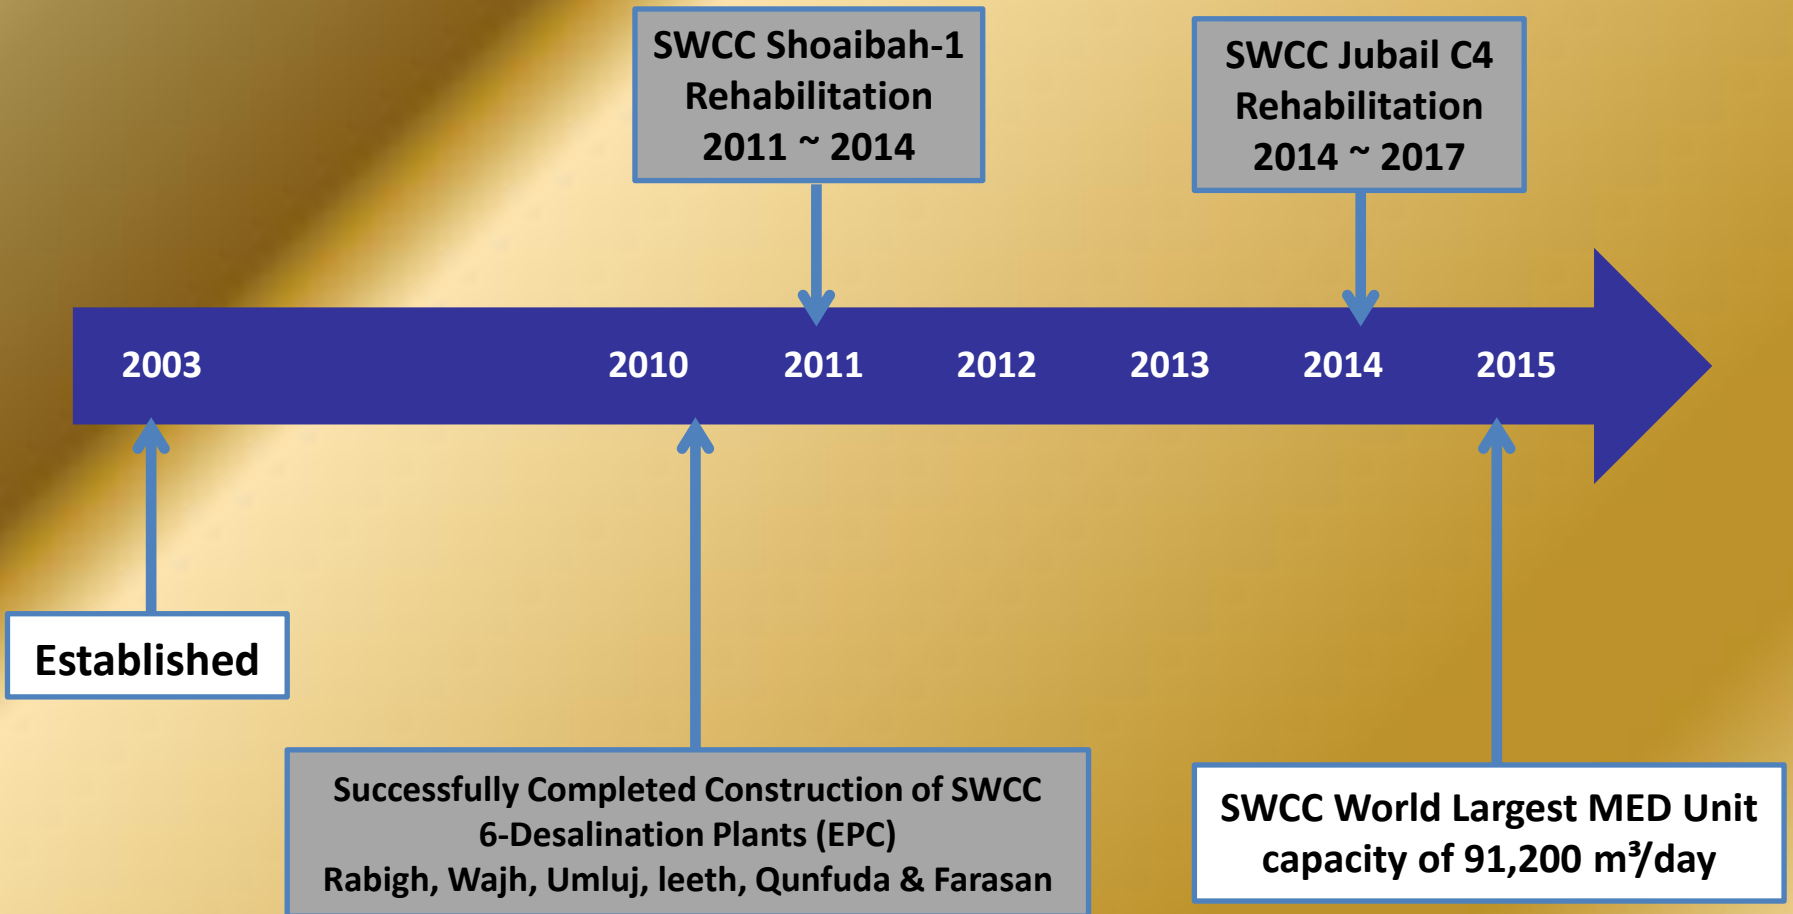 SWCC Shoaibah-1
Rehabilitation
2011 ~ 2014
SWCC Jubail C4
Rehabilitation
2014 ~ 2017
2003
2010
2011
2012
2013
2014
2015
Established
Successfully Completed Construction of SWCC
6-Desalination Plants (EPC)
Rabigh, Wajh, Umluj, leeth, Qunfuda & Farasan
SWCC World Largest MED Unit
capacity of 91,200 m³/day